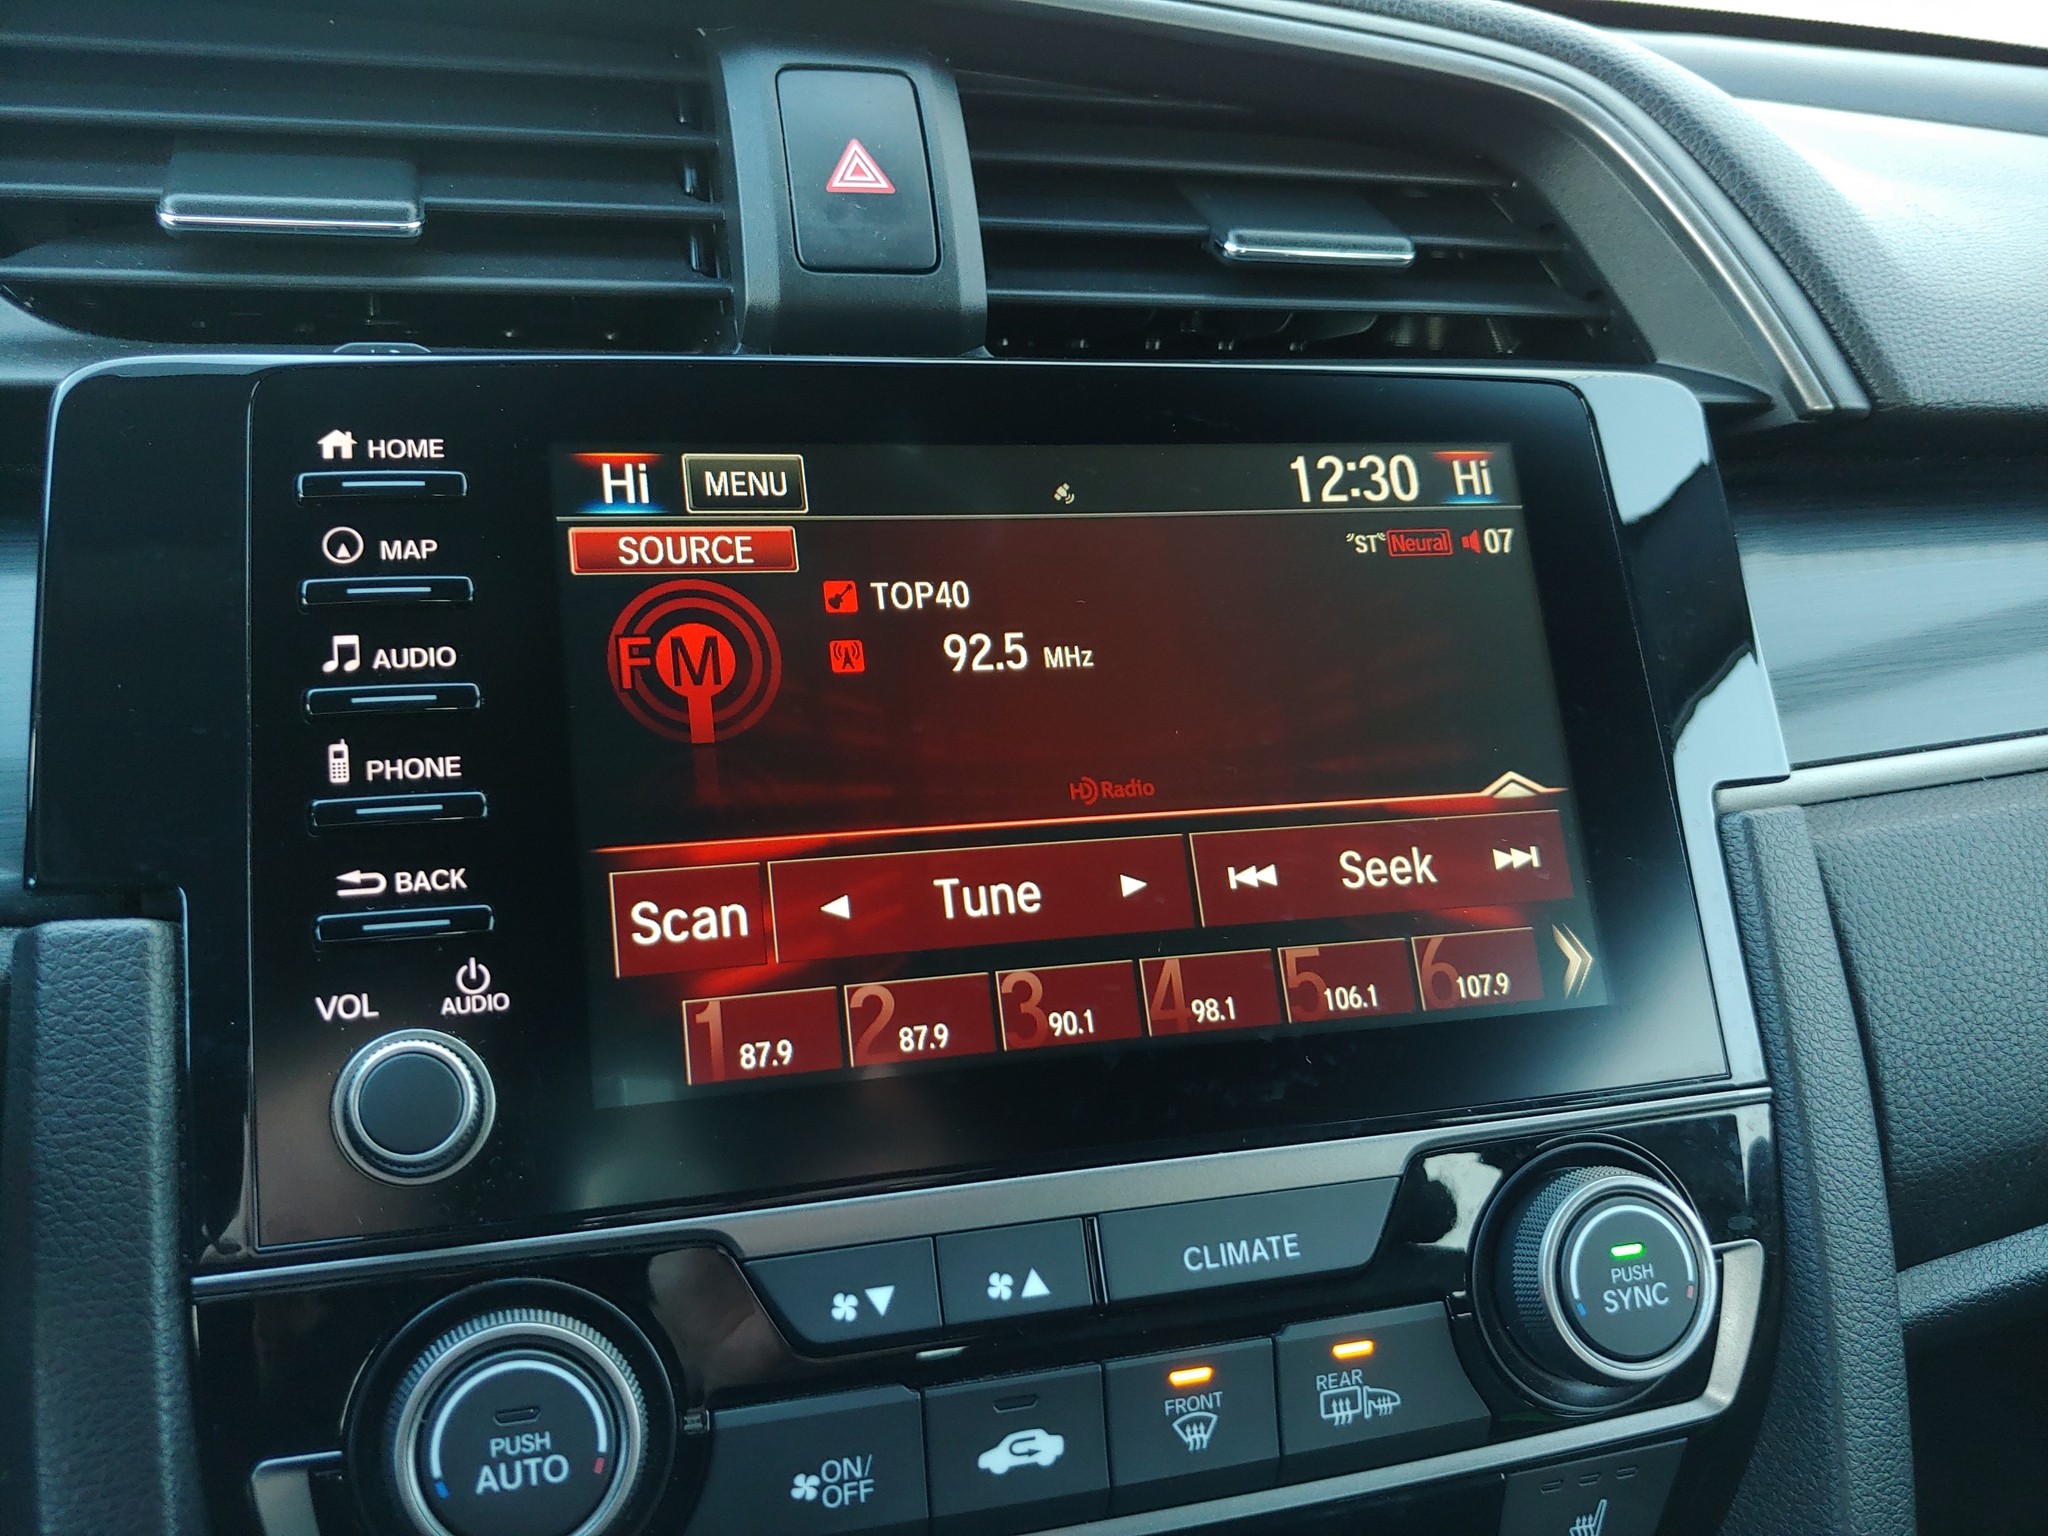 HOME
MAP
AUDIO
PHONE
BACK
VOL
AUDIO
Hi MENU 12:30 Hi
SOURCE
"ST" Neural 07
FM
TOP40
92.5 MHz
HD Radio
Scan Tune Seek
1 87.9 2 87.9 3 90.1 4 98.1 5 106.1 6 107.9
CLIMATE
PUSH
SYNC
PUSH
AUTO
ON/
OFF
FRONT
REAR